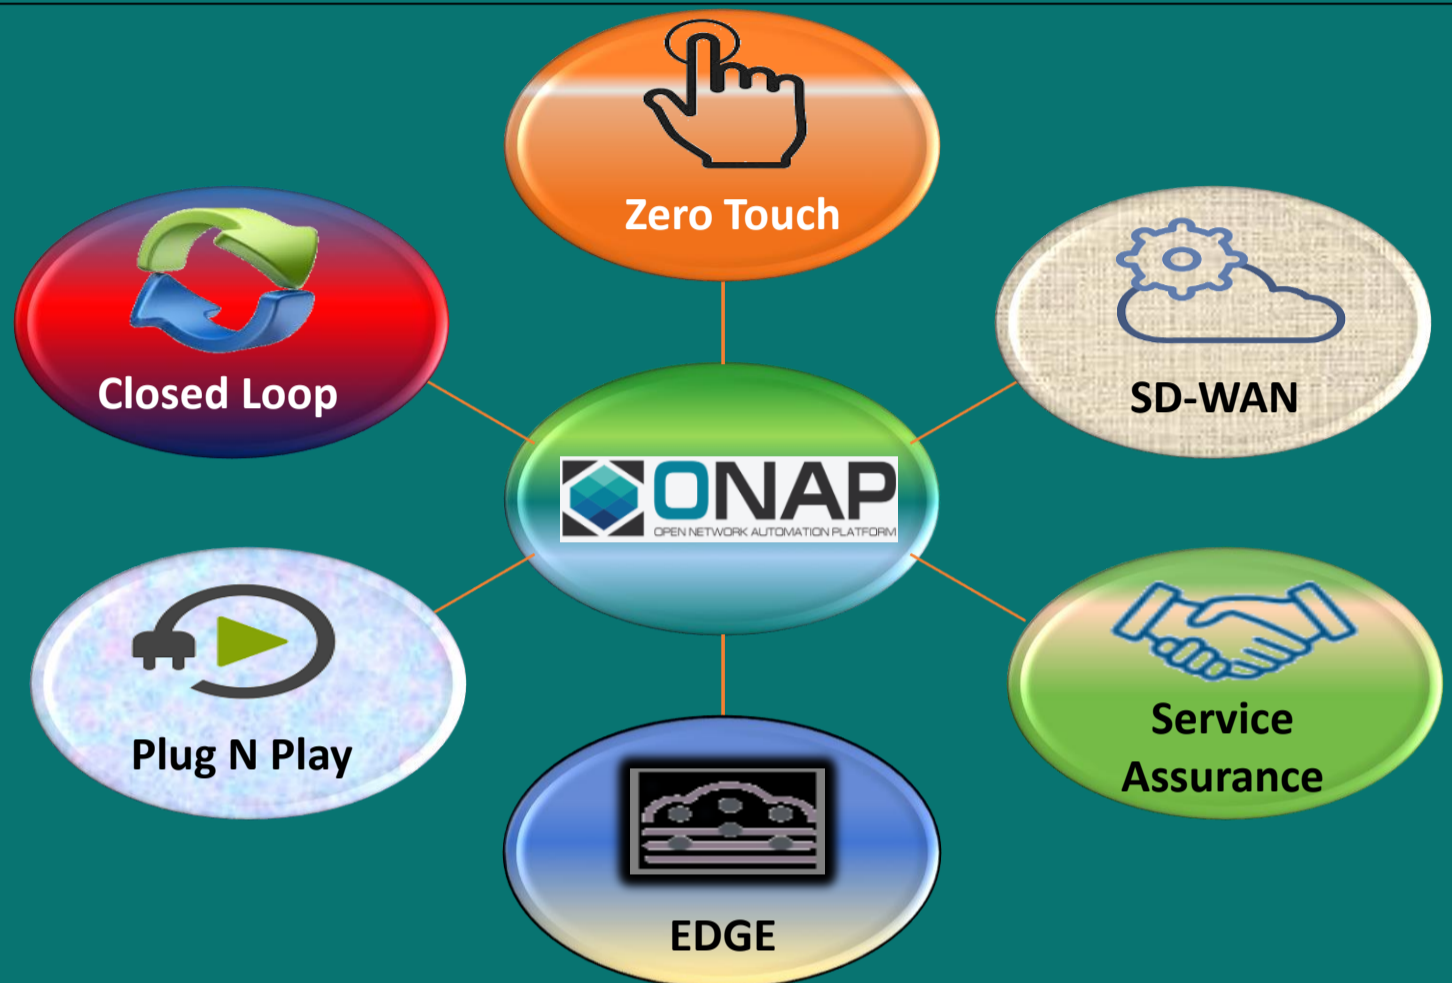 Zero Touch
Closed Loop
SD-WAN
ONAP
OPEN NETWORK AUTOMATION PLATFORM
Plug N Play
Service
Assurance
EDGE